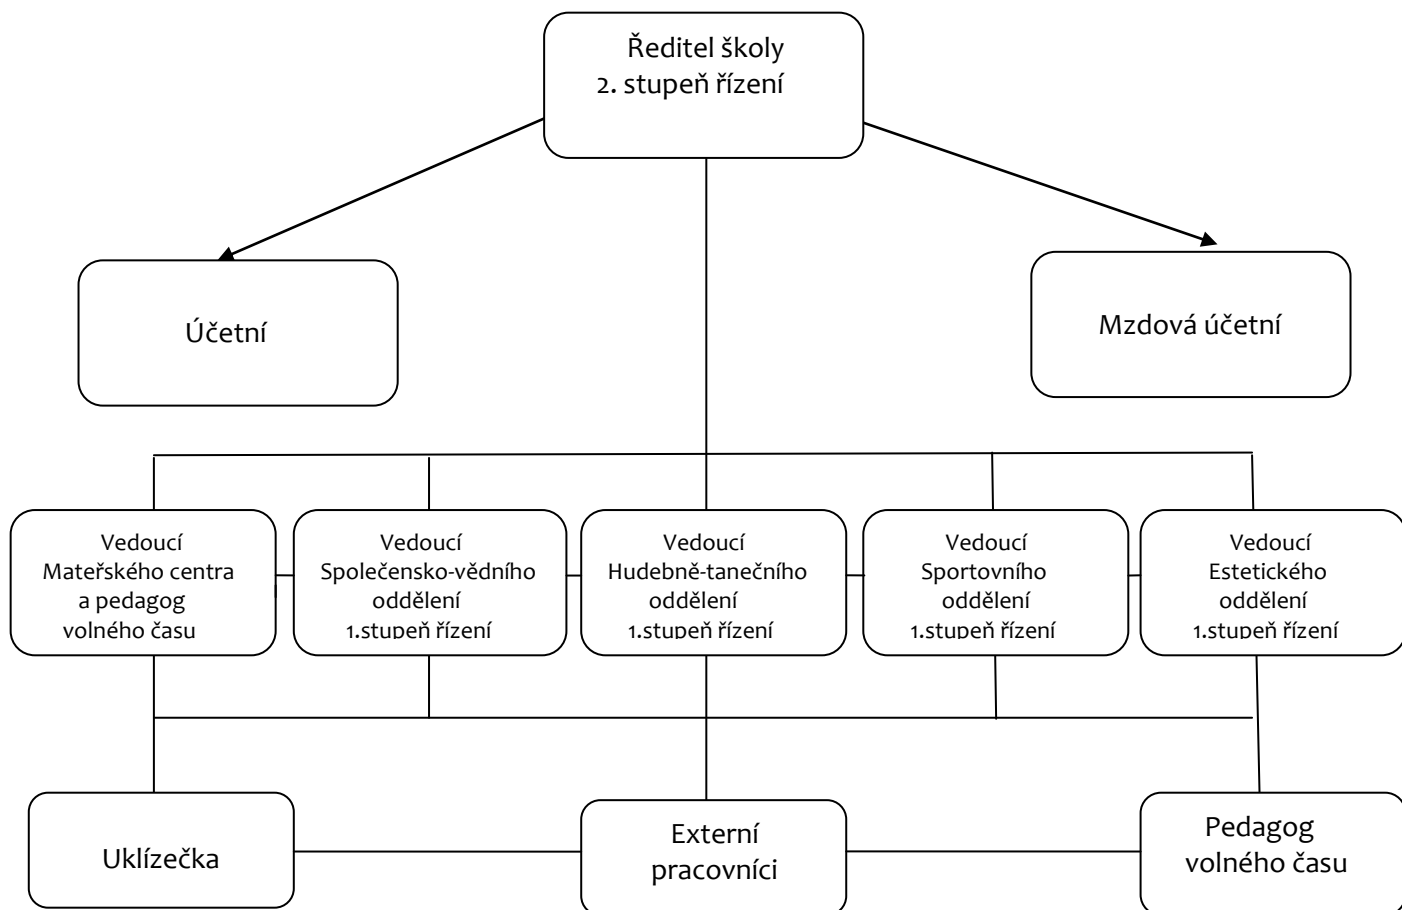 Ředitel školy
2. stupeň řízení
Účetní
Mzdová účetní
Vedoucí
Mateřského centra
a pedagog
volného času
Vedoucí
Společensko-vědního
oddělení
1.stupeň řízení
Vedoucí
Hudebně-tanečního
oddělení
1.stupeň řízení
Vedoucí
Sportovního
oddělení
1.stupeň řízení
Vedoucí
Estetického
oddělení
1.stupeň řízení
Uklízečka
Externí
pracovníci
Pedagog
volného času